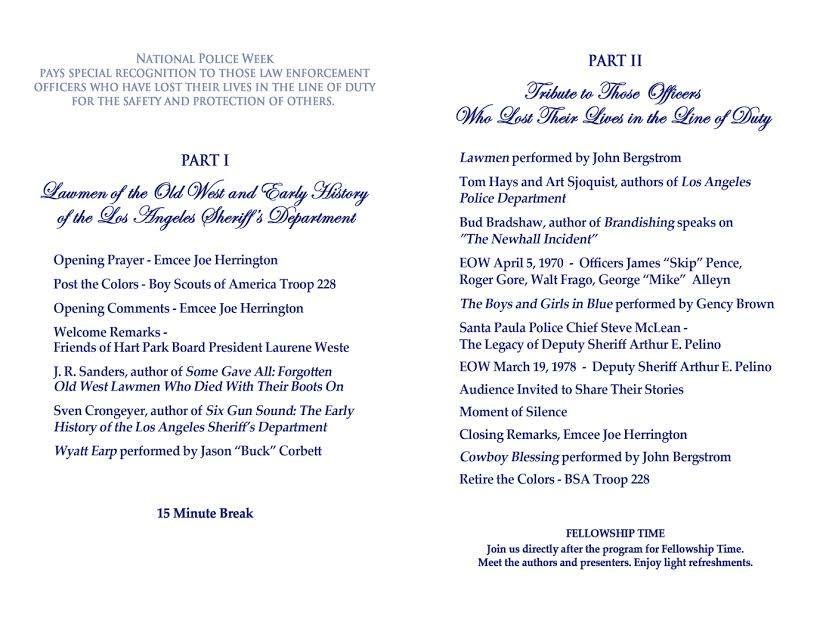 National Police Week
pays special recognition to those law enforcement
officers who have lost their lives in the line of duty
for the safety and protection of others.
PART I
Lawmen of the Old West and Early History
of the Los Angeles Sheriff's Department
Opening Prayer - Emcee Joe Herrington
Post the Colors - Boy Scouts of America Troop 228
Opening Comments - Emcee Joe Herrington
Welcome Remarks -
Friends of Hart Park Board President Laurene Weste
J. R. Sanders, author of Some Gave All: Forgotten
Old West Lawmen Who Died With Their Boots On
Sven Crongeyer, author of Six Gun Sound: The Early
History of the Los Angeles Sheriff's Department
Wyatt Earp performed by Jason “Buck” Corbett
15 Minute Break
PART II
Tribute to Those Officers
Who Lost Their Lives in the Line of Duty
Lawmen performed by John Bergstrom
Tom Hays and Art Sjoquist, authors of Los Angeles
Police Department
Bud Bradshaw, author of Brandishing speaks on
”The Newhall Incident”
EOW April 5, 1970 - Officers James “Skip” Pence,
Roger Gore, Walt Frago, George “Mike” Alleyn
The Boys and Girls in Blue performed by Gency Brown
Santa Paula Police Chief Steve McLean -
The Legacy of Deputy Sheriff Arthur E. Pelino
EOW March 19, 1978 - Deputy Sheriff Arthur E. Pelino
Audience Invited to Share Their Stories
Moment of Silence
Closing Remarks, Emcee Joe Herrington
Cowboy Blessing performed by John Bergstrom
Retire the Colors - BSA Troop 228
FELLOWSHIP TIME
Join us directly after the program for Fellowship Time.
Meet the authors and presenters. Enjoy light refreshments.